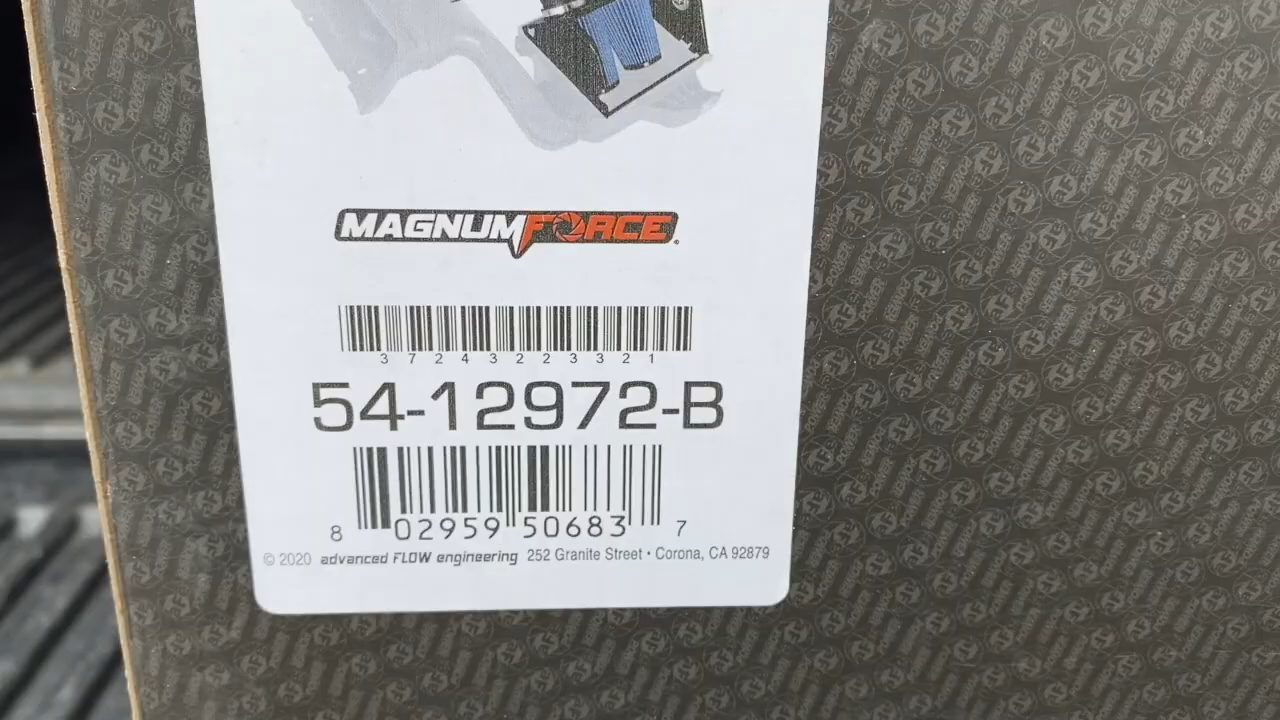 MAGNUMFORCE
3 7 2 4 3 2 2 3 3 2 1
54-12972-B
8 02959 50683 7
© 2020 advanced FLOW engineering 252 Granite Street • Corona, CA 92879